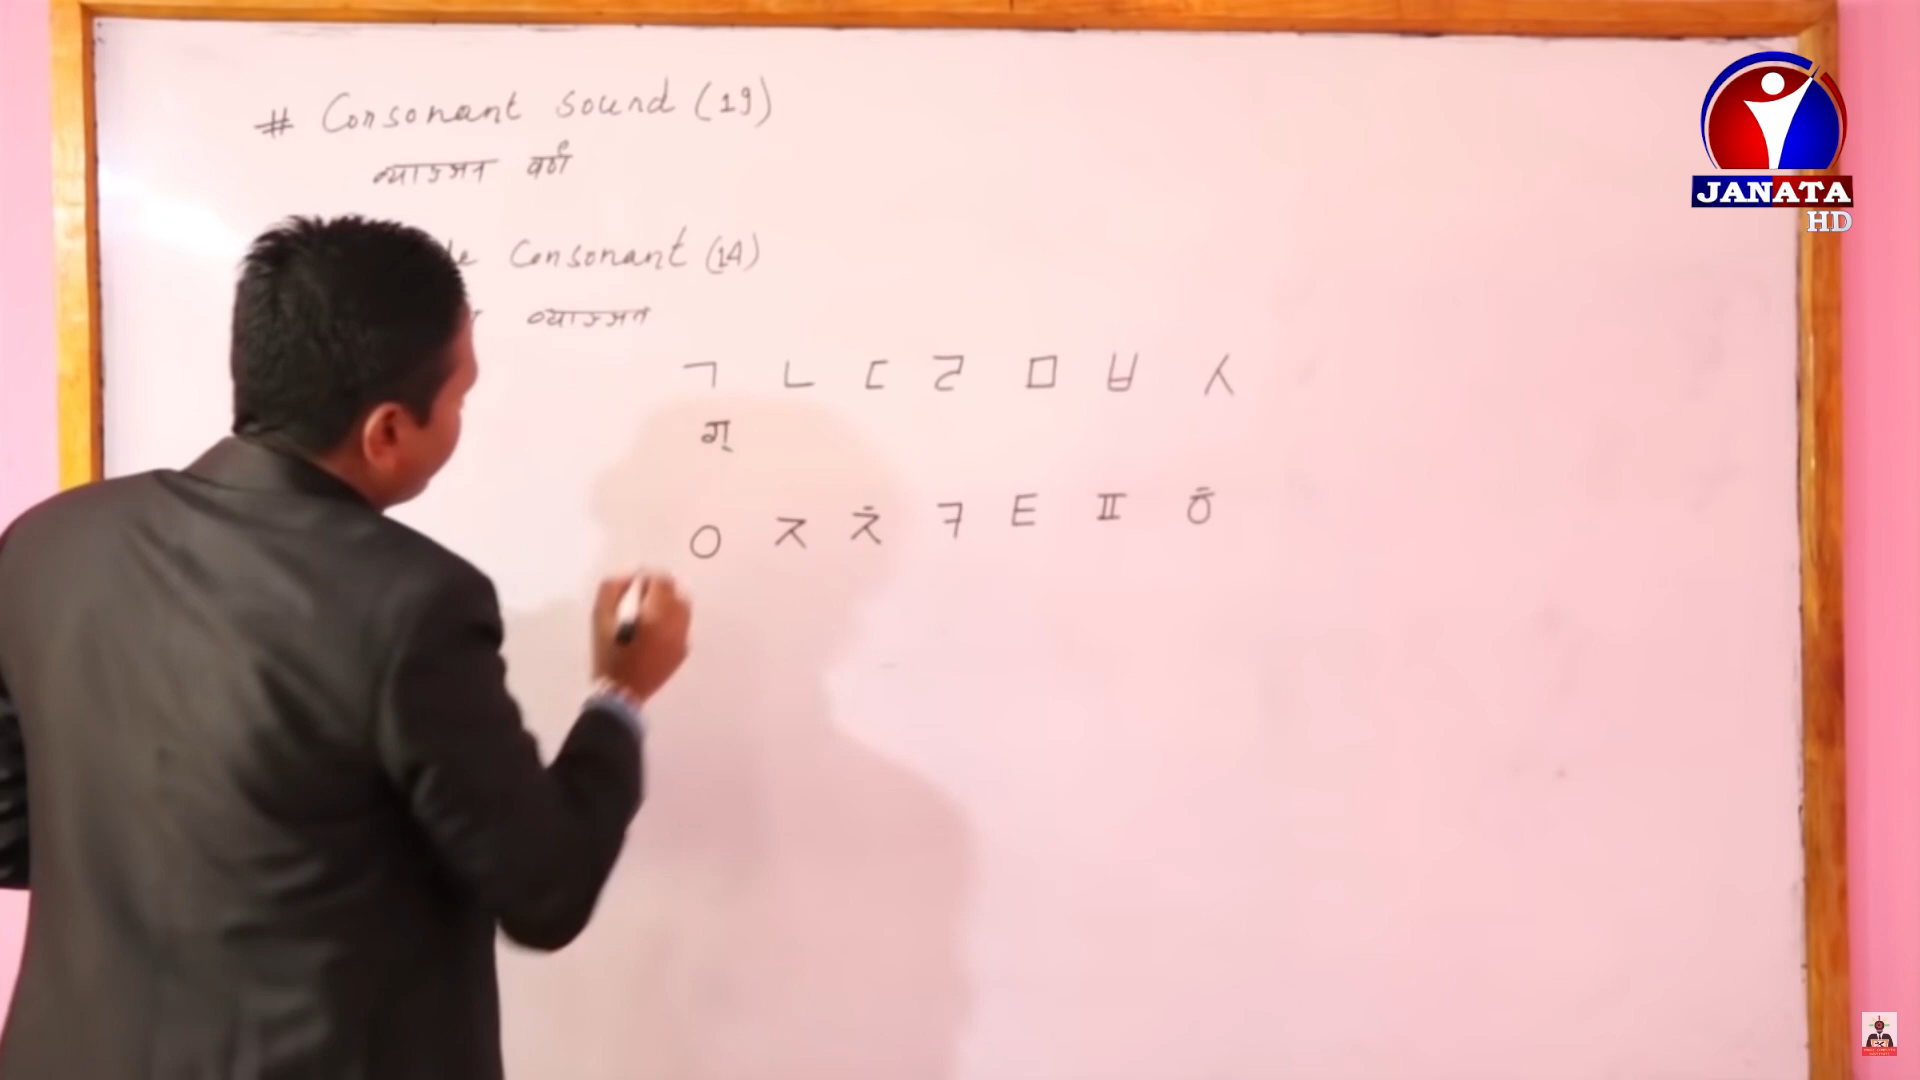 # Consonant sound (19)
ब्याञ्जन वर्ण
Consonant (14)
ब्याञ्जन
ㄱ ㄴ ㄷ ㄹ ㅁ ㅂ ㅅ
ग्
ㅇ ㅈ ㅊ ㅋ ㅌ ㅍ ㅎ
JANATA
HD